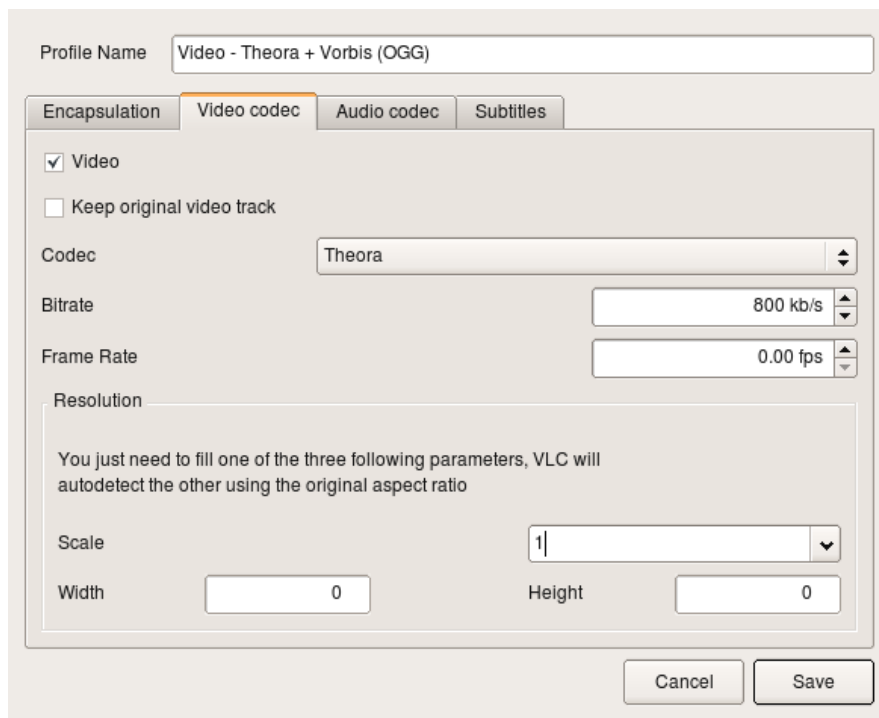 Profile Name Video - Theora + Vorbis (OGG)
Encapsulation Video codec Audio codec Subtitles
Video
Keep original video track
Codec Theora
Bitrate 800 kb/s
Frame Rate 0.00 fps
Resolution
You just need to fill one of the three following parameters, VLC will
autodetect the other using the original aspect ratio
Scale 1
Width 0 Height 0
Cancel Save